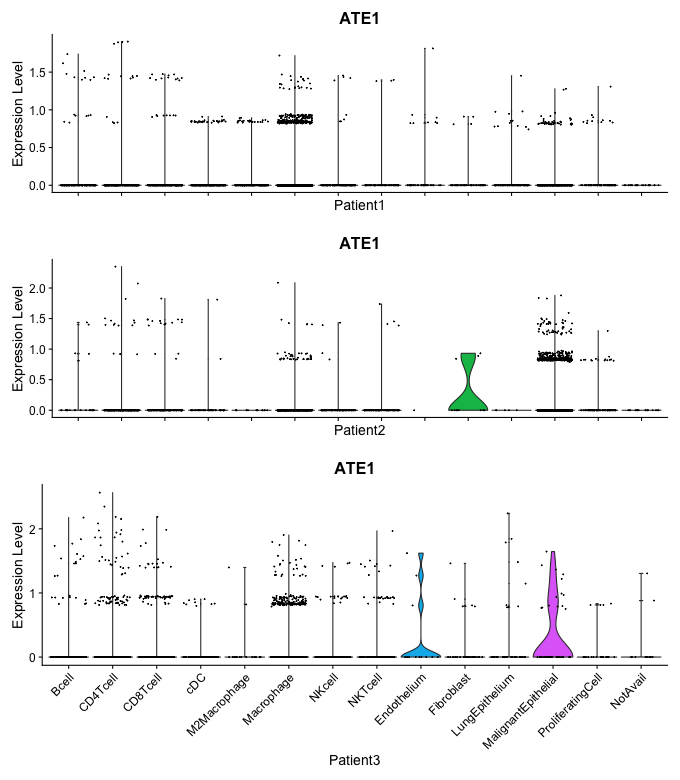 ATE1
Expression Level
1.5
1.0
0.5
0.0
Patient1
ATE1
Expression Level
2.0
1.5
1.0
0.5
0.0
Patient2
ATE1
Expression Level
2
1
0
Bcell
CD4Tcell
CD8Tcell
cDC
M2Macrophage
Macrophage
NKcell
NKTcell
Endothelium
Fibroblast
LungEpithelium
MalignantEpithelial
ProliferatingCell
NotAvail
Patient3